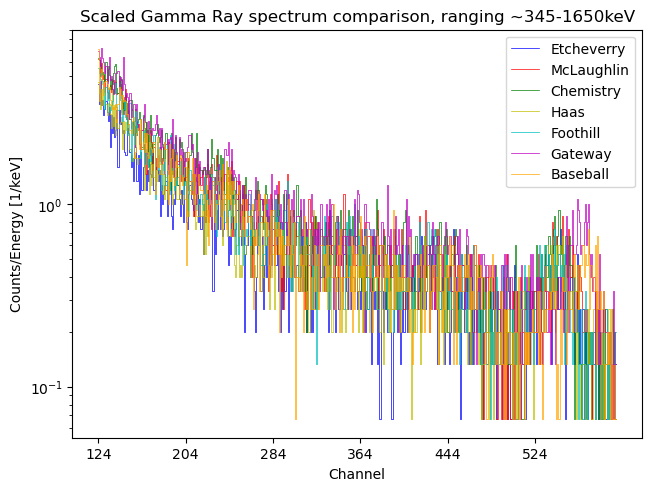 Scaled Gamma Ray spectrum comparison, ranging ~345-1650keV
Etcheverry
McLaughlin
Chemistry
Haas
Foothill
Gateway
Baseball
Counts/Energy [1/keV]
10⁰
10⁻¹
124 204 284 364 444 524
Channel